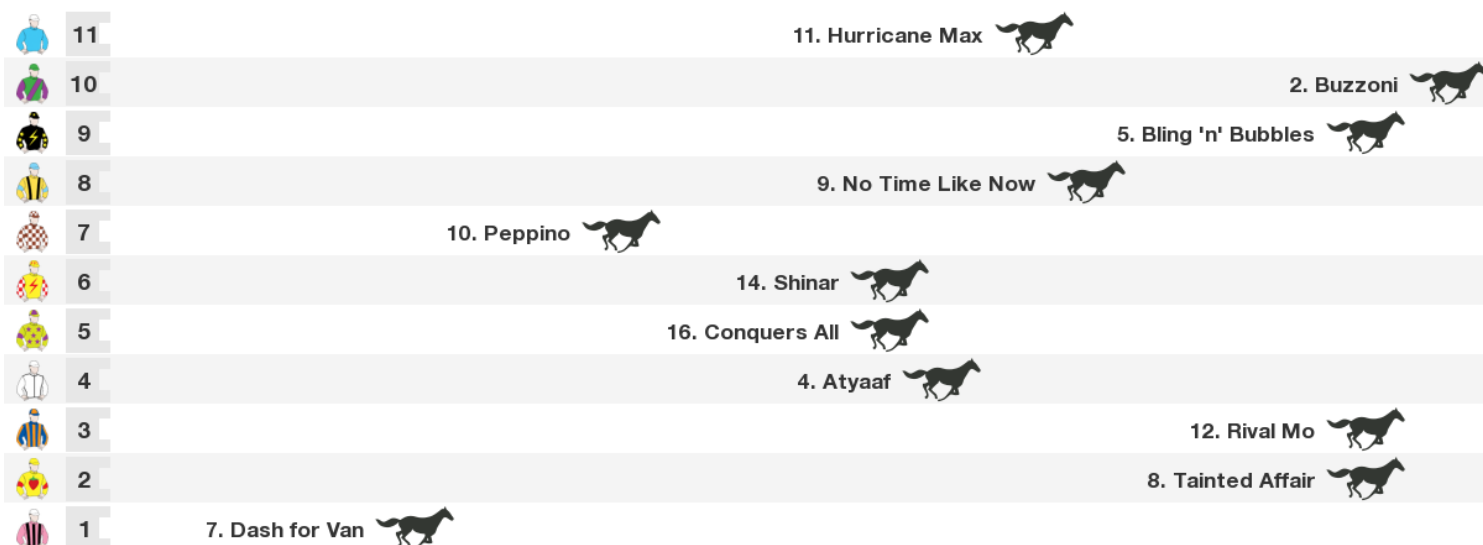 11 11. Hurricane Max
10 2. Buzzoni
9 5. Bling 'n' Bubbles
8 9. No Time Like Now
7 10. Peppino
6 14. Shinar
5 16. Conquers All
4 4. Atyaaf
3 12. Rival Mo
2 8. Tainted Affair
1 7. Dash for Van